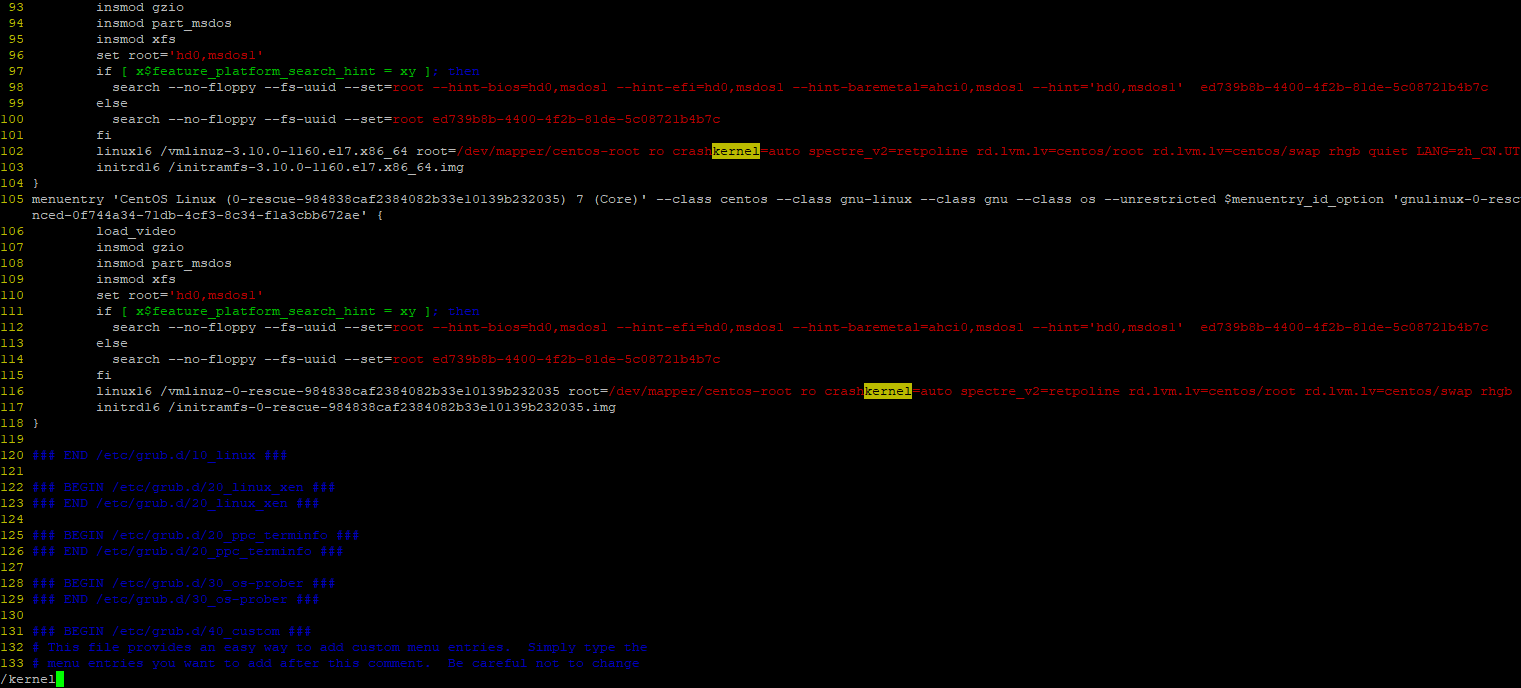 93         insmod gzio
94         insmod part_msdos
95         insmod xfs
96         set root='hd0,msdos1'
97         if [ x$feature_platform_search_hint = xy ]; then
98           search --no-floppy --fs-uuid --set=root --hint-bios=hd0,msdos1 --hint-efi=hd0,msdos1 --hint-baremetal=ahci0,msdos1 --hint='hd0,msdos1'  ed739b8b-4400-4f2b-81de-5c08721b4b7c
99         else
100           search --no-floppy --fs-uuid --set=root ed739b8b-4400-4f2b-81de-5c08721b4b7c
101         fi
102         linux16 /vmlinuz-3.10.0-1160.el7.x86_64 root=/dev/mapper/centos-root ro crashkernel=auto spectre_v2=retpoline rd.lvm.lv=centos/root rd.lvm.lv=centos/swap rhgb quiet LANG=zh_CN.UT
103         initrd16 /initramfs-3.10.0-1160.el7.x86_64.img
104 }
105 menuentry 'CentOS Linux (0-rescue-984838caf2384082b33e10139b232035) 7 (Core)' --class centos --class gnu-linux --class gnu --class os --unrestricted $menuentry_id_option 'gnulinux-0-resc
nced-0f744a34-71db-4cf3-8c34-f1a3cbb672ae' {
106         load_video
107         insmod gzio
108         insmod part_msdos
109         insmod xfs
110         set root='hd0,msdos1'
111         if [ x$feature_platform_search_hint = xy ]; then
112           search --no-floppy --fs-uuid --set=root --hint-bios=hd0,msdos1 --hint-efi=hd0,msdos1 --hint-baremetal=ahci0,msdos1 --hint='hd0,msdos1'  ed739b8b-4400-4f2b-81de-5c08721b4b7c
113         else
114           search --no-floppy --fs-uuid --set=root ed739b8b-4400-4f2b-81de-5c08721b4b7c
115         fi
116         linux16 /vmlinuz-0-rescue-984838caf2384082b33e10139b232035 root=/dev/mapper/centos-root ro crashkernel=auto spectre_v2=retpoline rd.lvm.lv=centos/root rd.lvm.lv=centos/swap rhgb
117         initrd16 /initramfs-0-rescue-984838caf2384082b33e10139b232035.img
118 }
119
120 ### END /etc/grub.d/10_linux ###
121
122 ### BEGIN /etc/grub.d/20_linux_xen ###
123 ### END /etc/grub.d/20_linux_xen ###
124
125 ### BEGIN /etc/grub.d/20_ppc_terminfo ###
126 ### END /etc/grub.d/20_ppc_terminfo ###
127
128 ### BEGIN /etc/grub.d/30_os-prober ###
129 ### END /etc/grub.d/30_os-prober ###
130
131 ### BEGIN /etc/grub.d/40_custom ###
132 # This file provides an easy way to add custom menu entries.  Simply type the
133 # menu entries you want to add after this comment.  Be careful not to change
/kernel